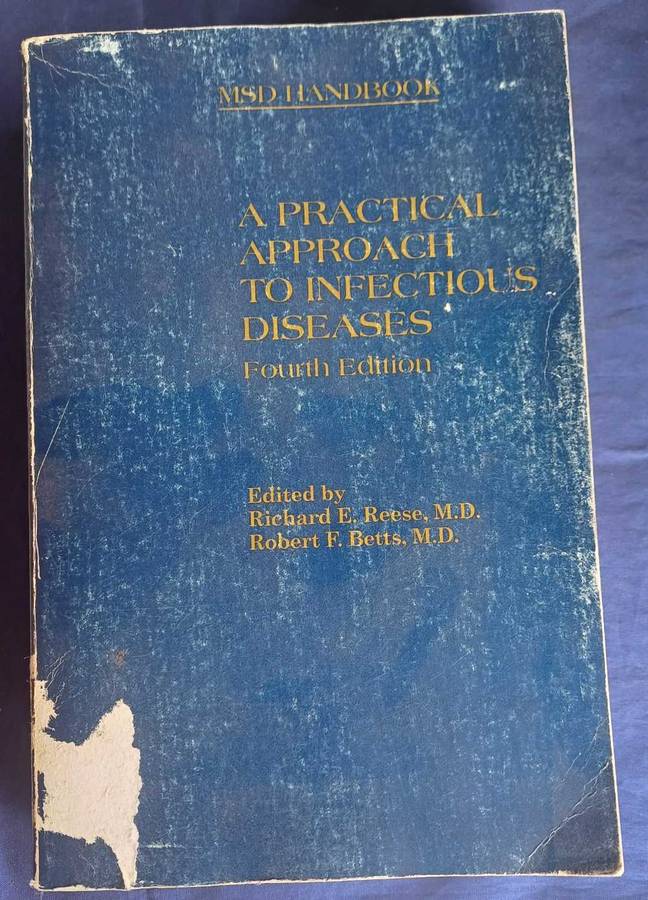 MSD HANDBOOK
A PRACTICAL
APPROACH
TO INFECTIOUS
DISEASES
Fourth Edition
Edited by
Richard E. Reese, M.D.
Robert F. Betts, M.D.